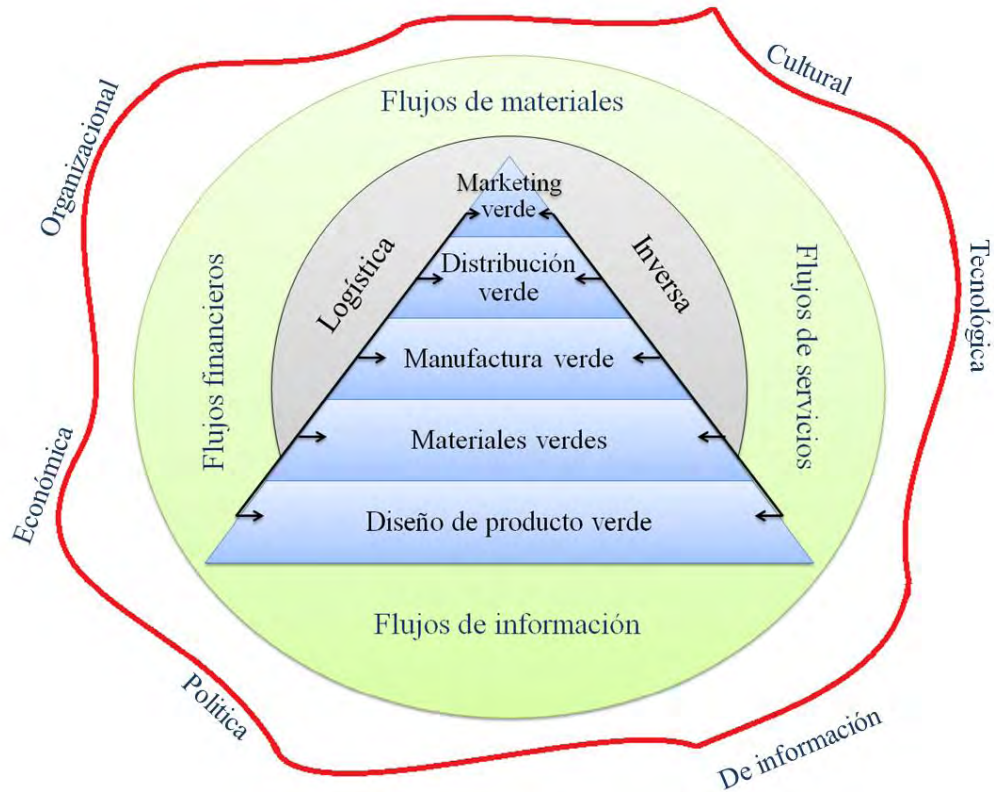 Cultural
Organizacional
Flujos de materiales
Marketing
verde
Logística
Inversa
Distribución
verde
Tecnológica
Flujos financieros
Flujos de servicios
Manufactura verde
Materiales verdes
Económica
Diseño de producto verde
Flujos de información
Politica
De información